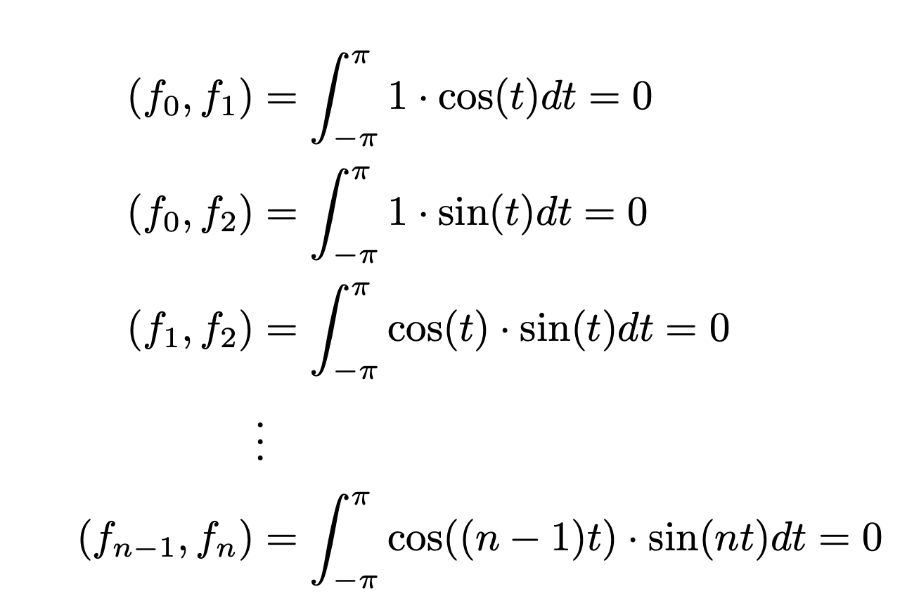 $(f_0, f_1) = \int_{-\pi}^{\pi} 1 \cdot \cos(t)dt = 0$
$(f_0, f_2) = \int_{-\pi}^{\pi} 1 \cdot \sin(t)dt = 0$
$(f_1, f_2) = \int_{-\pi}^{\pi} \cos(t) \cdot \sin(t)dt = 0$
$\vdots$
$(f_{n-1}, f_n) = \int_{-\pi}^{\pi} \cos((n-1)t) \cdot \sin(nt)dt = 0$